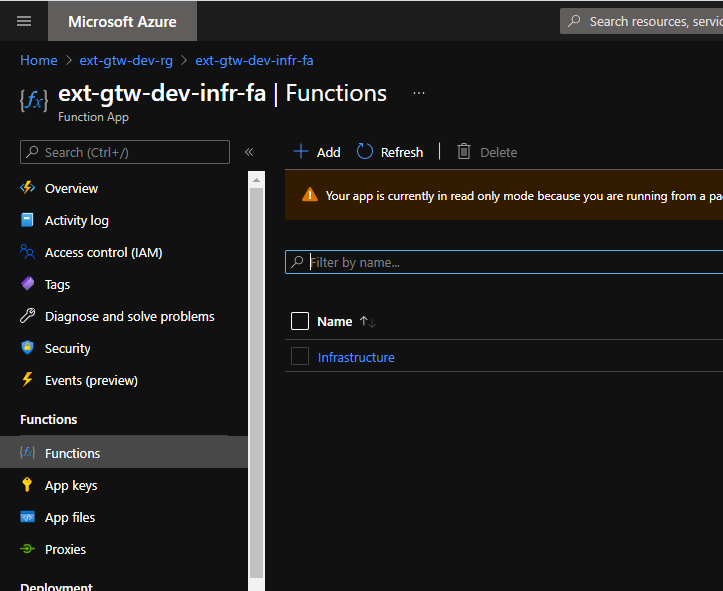 Microsoft Azure
Search resources, servic
Home > ext-gtw-dev-rg > ext-gtw-dev-infr-fa
{fx} ext-gtw-dev-infr-fa | Functions ...
Function App
Search (Ctrl+/) «
Add Refresh | Delete
Overview
Your app is currently in read only mode because you are running from a pa
Activity log
Access control (IAM)
Filter by name...
Tags
Diagnose and solve problems
Name ↑↓
Security
Infrastructure
Events (preview)
Functions
Functions
App keys
App files
Proxies
Deployment